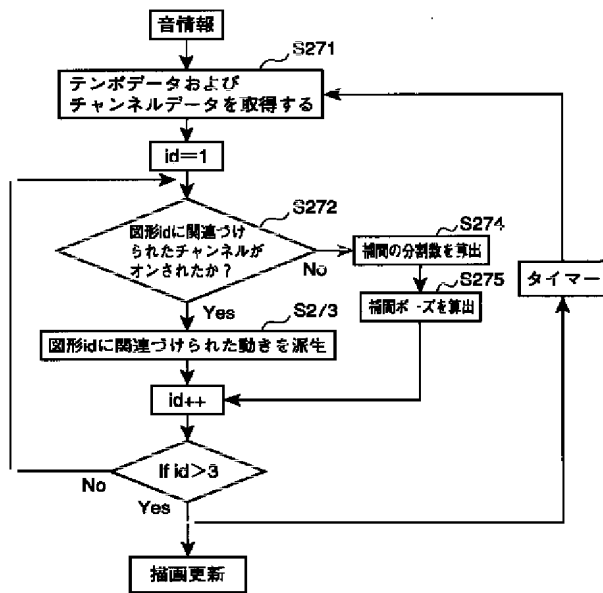 音情報
S271
テンポデータおよび
チャンネルデータを取得する
id=1
S272
図形idに関連づけ
られたチャンネルが
オンされたか？
No
S274
補間の分割数を算出
S275
補間ポーズを算出
タイマー
Yes
S273
図形idに関連づけられた動きを派生
id++
If id>3
No
Yes
描画更新